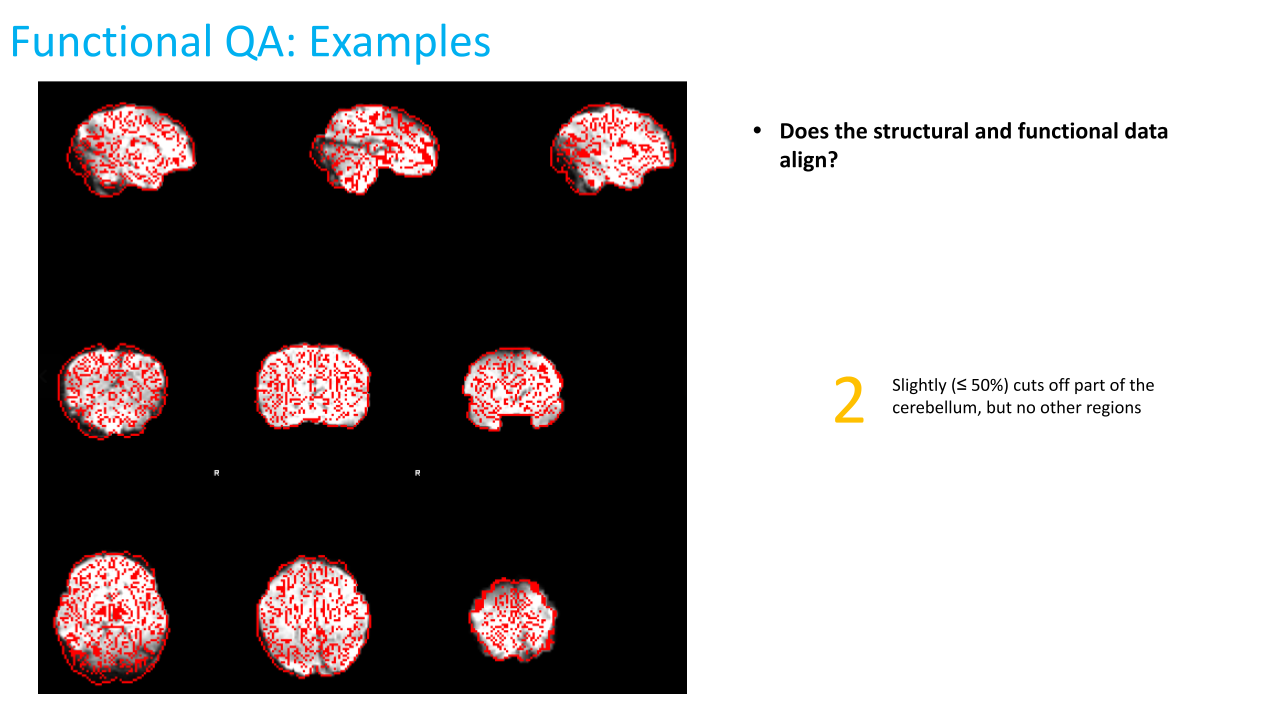 Functional QA: Examples
• Does the structural and functional data
align?
2
Slightly (≤ 50%) cuts off part of the
cerebellum, but no other regions
R
R